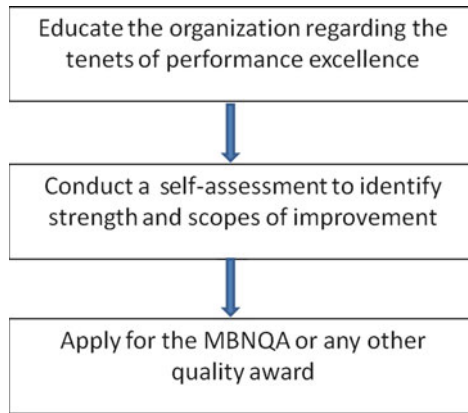 Educate the organization regarding the
tenets of performance excellence
Conduct a self-assessment to identify
strength and scopes of improvement
Apply for the MBNQA or any other
quality award